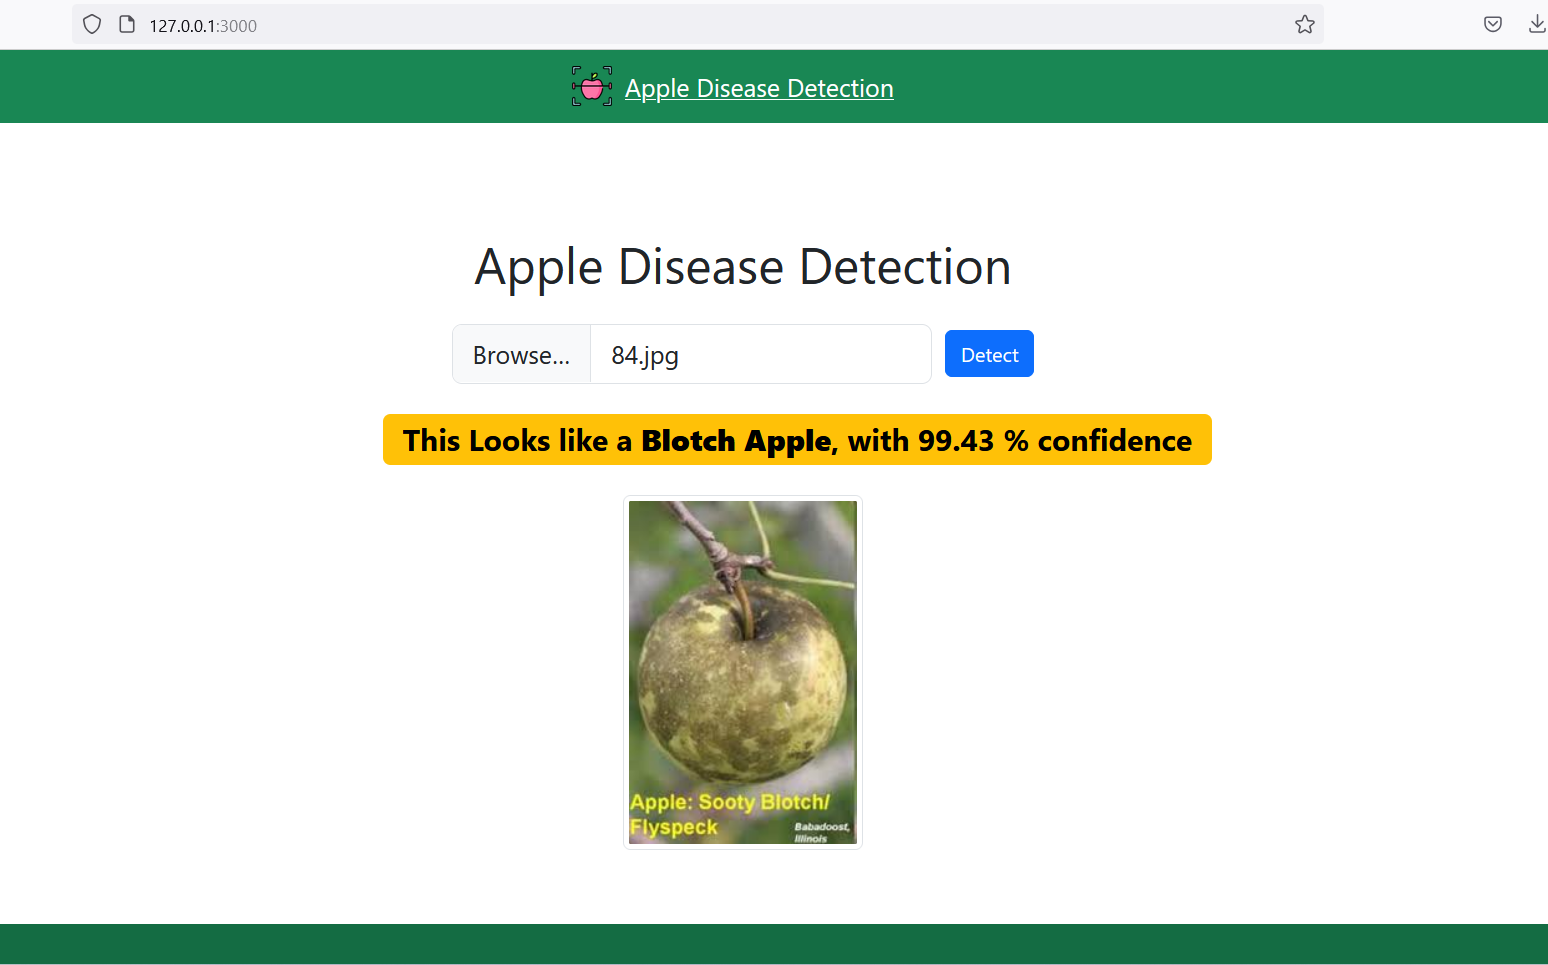 127.0.0.1:3000
Apple Disease Detection
Apple Disease Detection
Browse... 84.jpg Detect
This Looks like a Blotch Apple, with 99.43 % confidence
Apple: Sooty Blotch/
Flyspeck
Babadoost,
Illinois